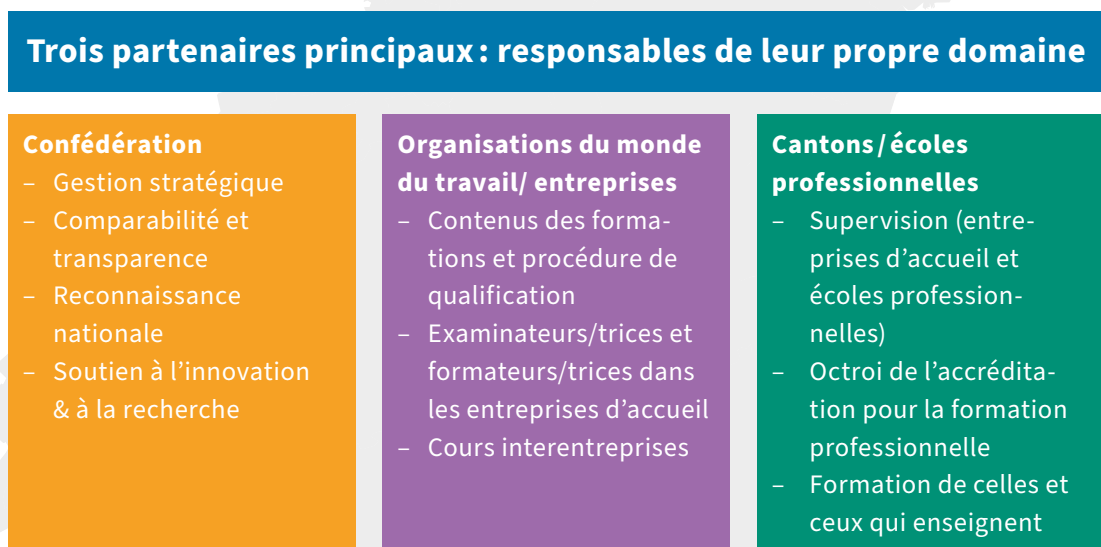 Trois partenaires principaux : responsables de leur propre domaine
Confédération
– Gestion stratégique
– Comparabilité et
transparence
– Reconnaissance
nationale
– Soutien à l’innovation
& à la recherche
Organisations du monde
du travail/ entreprises
– Contenus des forma-
tions et procédure de
qualification
– Examinateurs/trices et
formateurs/trices dans
les entreprises d’accueil
– Cours interentreprises
Cantons / écoles
professionnelles
– Supervision (entre-
prises d’accueil et
écoles profession-
nelles)
– Octroi de l’accrédita-
tion pour la formation
professionnelle
– Formation de celles et
ceux qui enseignent